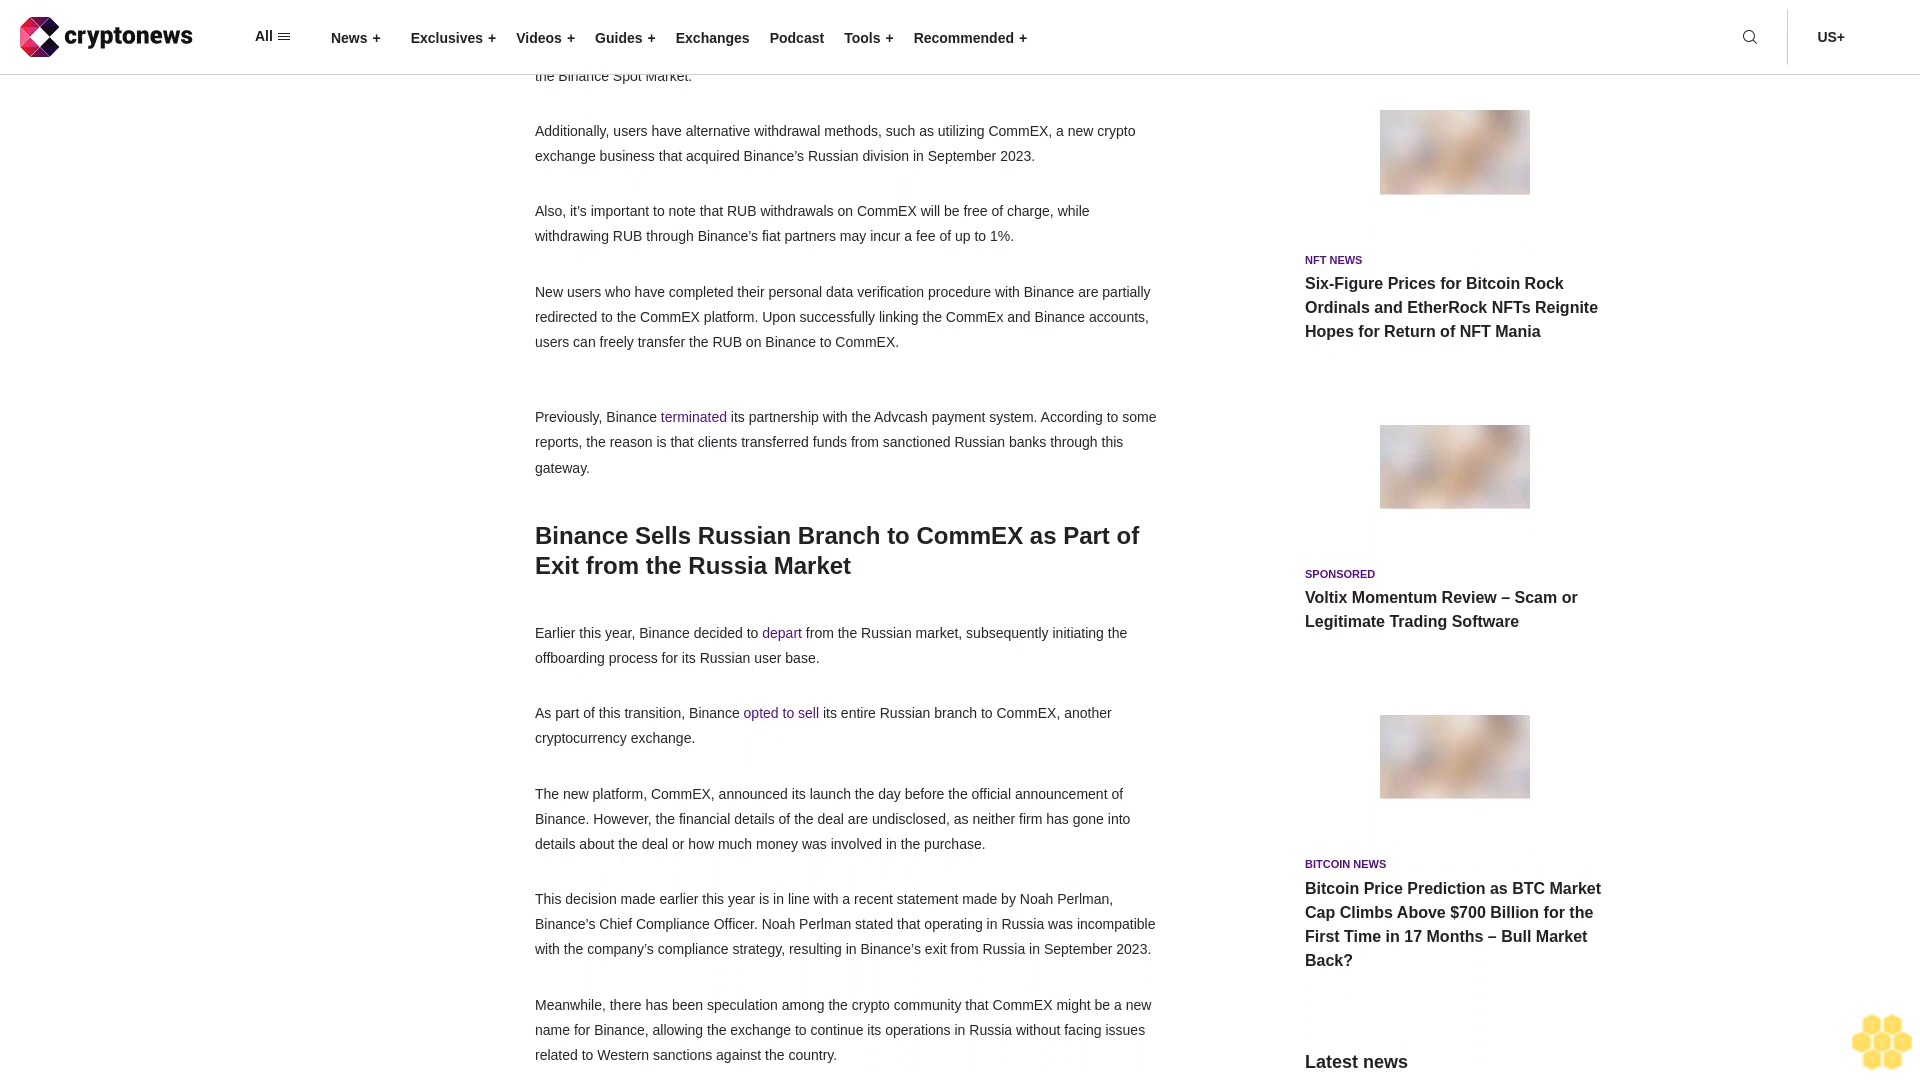 cryptonews
All
News +
Exclusives +
Videos +
Guides +
Exchanges
Podcast
Tools +
Recommended +
US+
the Binance Spot Market.
Additionally, users have alternative withdrawal methods, such as utilizing CommEX, a new crypto
exchange business that acquired Binance’s Russian division in September 2023.
Also, it’s important to note that RUB withdrawals on CommEX will be free of charge, while
withdrawing RUB through Binance’s fiat partners may incur a fee of up to 1%.
New users who have completed their personal data verification procedure with Binance are partially
redirected to the CommEX platform. Upon successfully linking the CommEx and Binance accounts,
users can freely transfer the RUB on Binance to CommEX.
Previously, Binance terminated its partnership with the Advcash payment system. According to some
reports, the reason is that clients transferred funds from sanctioned Russian banks through this
gateway.
Binance Sells Russian Branch to CommEX as Part of
Exit from the Russia Market
Earlier this year, Binance decided to depart from the Russian market, subsequently initiating the
offboarding process for its Russian user base.
As part of this transition, Binance opted to sell its entire Russian branch to CommEX, another
cryptocurrency exchange.
The new platform, CommEX, announced its launch the day before the official announcement of
Binance. However, the financial details of the deal are undisclosed, as neither firm has gone into
details about the deal or how much money was involved in the purchase.
This decision made earlier this year is in line with a recent statement made by Noah Perlman,
Binance’s Chief Compliance Officer. Noah Perlman stated that operating in Russia was incompatible
with the company’s compliance strategy, resulting in Binance’s exit from Russia in September 2023.
Meanwhile, there has been speculation among the crypto community that CommEX might be a new
name for Binance, allowing the exchange to continue its operations in Russia without facing issues
related to Western sanctions against the country.
NFT NEWS
Six-Figure Prices for Bitcoin Rock
Ordinals and EtherRock NFTs Reignite
Hopes for Return of NFT Mania
SPONSORED
Voltix Momentum Review – Scam or
Legitimate Trading Software
BITCOIN NEWS
Bitcoin Price Prediction as BTC Market
Cap Climbs Above $700 Billion for the
First Time in 17 Months – Bull Market
Back?
Latest news